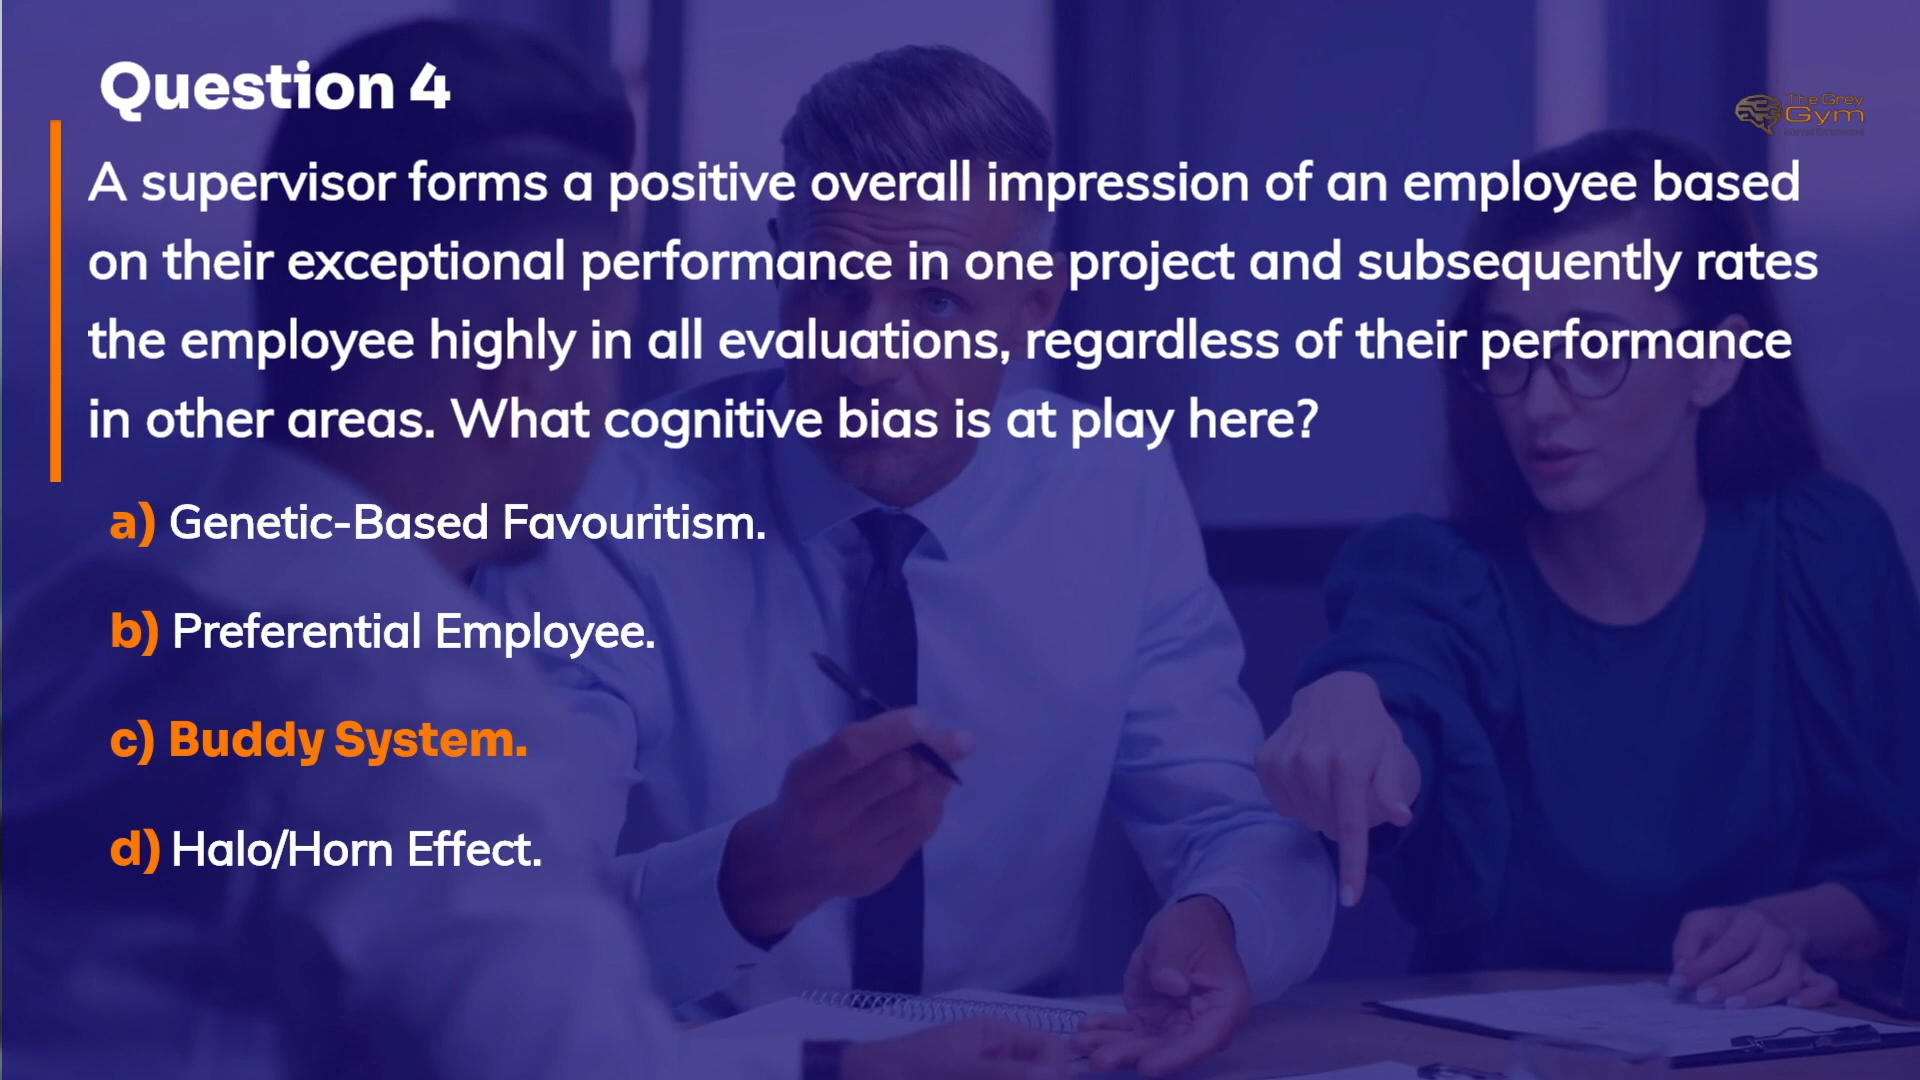 Question 4
The Grey
Gym
A supervisor forms a positive overall impression of an employee based
on their exceptional performance in one project and subsequently rates
the employee highly in all evaluations, regardless of their performance
in other areas. What cognitive bias is at play here?
a) Genetic-Based Favouritism.
b) Preferential Employee.
c) Buddy System.
d) Halo/Horn Effect.